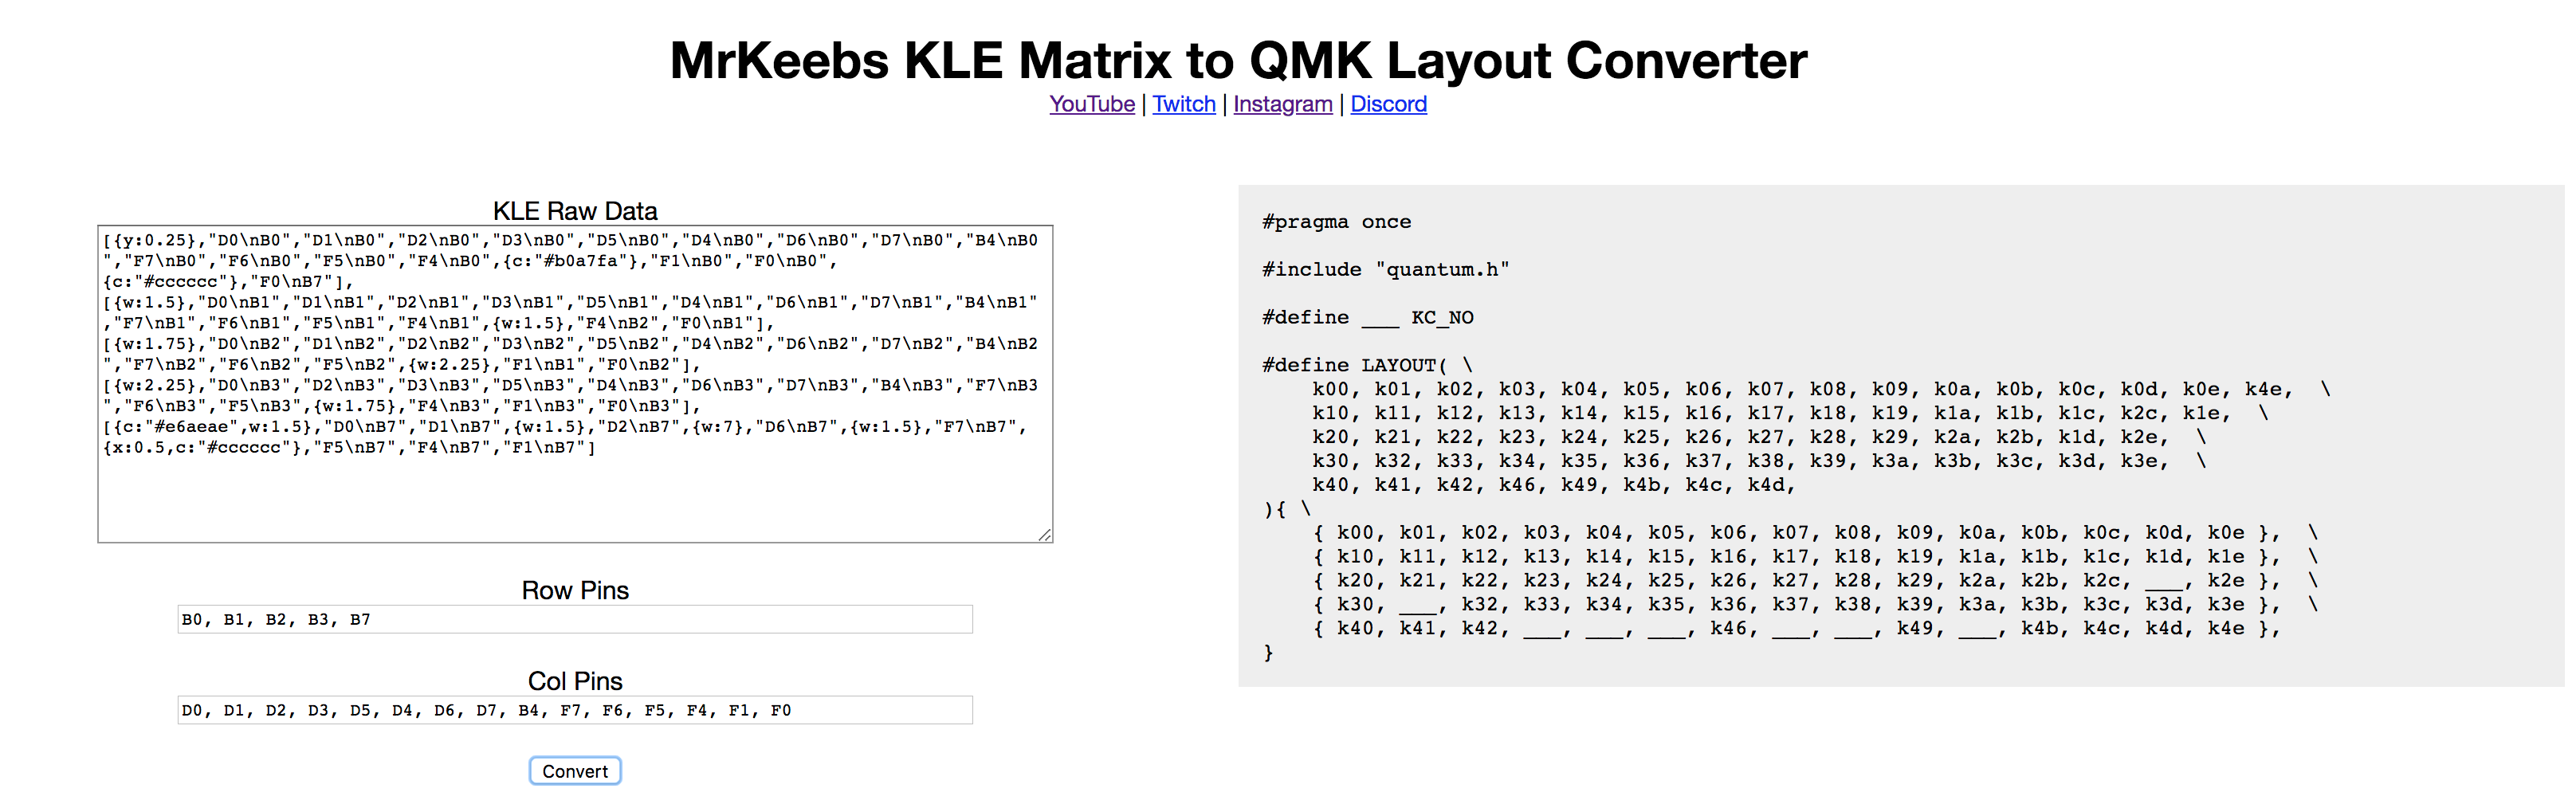 MrKeebs KLE Matrix to QMK Layout Converter
YouTube | Twitch | Instagram | Discord
KLE Raw Data
[{y:0.25},"D0\nB0","D1\nB0","D2\nB0","D3\nB0","D5\nB0","D4\nB0","D6\nB0","D7\nB0","B4\nB0
","F7\nB0","F6\nB0","F5\nB0","F4\nB0",{c:"#b0a7fa"},"F1\nB0","F0\nB0",
{c:"#cccccc"},"F0\nB7"],
[{w:1.5},"D0\nB1","D1\nB1","D2\nB1","D3\nB1","D5\nB1","D4\nB1","D6\nB1","D7\nB1","B4\nB1"
,"F7\nB1","F6\nB1","F5\nB1","F4\nB1",{w:1.5},"F4\nB2","F0\nB1"],
[{w:1.75},"D0\nB2","D1\nB2","D2\nB2","D3\nB2","D5\nB2","D4\nB2","D6\nB2","D7\nB2","B4\nB2
","F7\nB2","F6\nB2","F5\nB2",{w:2.25},"F1\nB1","F0\nB2"],
[{w:2.25},"D0\nB3","D2\nB3","D3\nB3","D5\nB3","D4\nB3","D6\nB3","D7\nB3","B4\nB3","F7\nB3
","F6\nB3","F5\nB3",{w:1.75},"F4\nB3","F1\nB3","F0\nB3"],
[{c:"#e6aeae",w:1.5},"D0\nB7","D1\nB7",{w:1.5},"D2\nB7",{w:7},"D6\nB7",{w:1.5},"F7\nB7",
{x:0.5,c:"#cccccc"},"F5\nB7","F4\nB7","F1\nB7"]
Row Pins
B0, B1, B2, B3, B7
Col Pins
D0, D1, D2, D3, D5, D4, D6, D7, B4, F7, F6, F5, F4, F1, F0
Convert
#pragma once
#include "quantum.h"
#define ___ KC_NO
#define LAYOUT( \
k00, k01, k02, k03, k04, k05, k06, k07, k08, k09, k0a, k0b, k0c, k0d, k0e, k4e, \
k10, k11, k12, k13, k14, k15, k16, k17, k18, k19, k1a, k1b, k1c, k2c, k1e, \
k20, k21, k22, k23, k24, k25, k26, k27, k28, k29, k2a, k2b, k1d, k2e, \
k30, k32, k33, k34, k35, k36, k37, k38, k39, k3a, k3b, k3c, k3d, k3e, \
k40, k41, k42, k46, k49, k4b, k4c, k4d,
){ \
{ k00, k01, k02, k03, k04, k05, k06, k07, k08, k09, k0a, k0b, k0c, k0d, k0e }, \
{ k10, k11, k12, k13, k14, k15, k16, k17, k18, k19, k1a, k1b, k1c, k1d, k1e }, \
{ k20, k21, k22, k23, k24, k25, k26, k27, k28, k29, k2a, k2b, k2c, ___, k2e }, \
{ k30, ___, k32, k33, k34, k35, k36, k37, k38, k39, k3a, k3b, k3c, k3d, k3e }, \
{ k40, k41, k42, ___, ___, ___, k46, ___, ___, k49, ___, k4b, k4c, k4d, k4e },
}